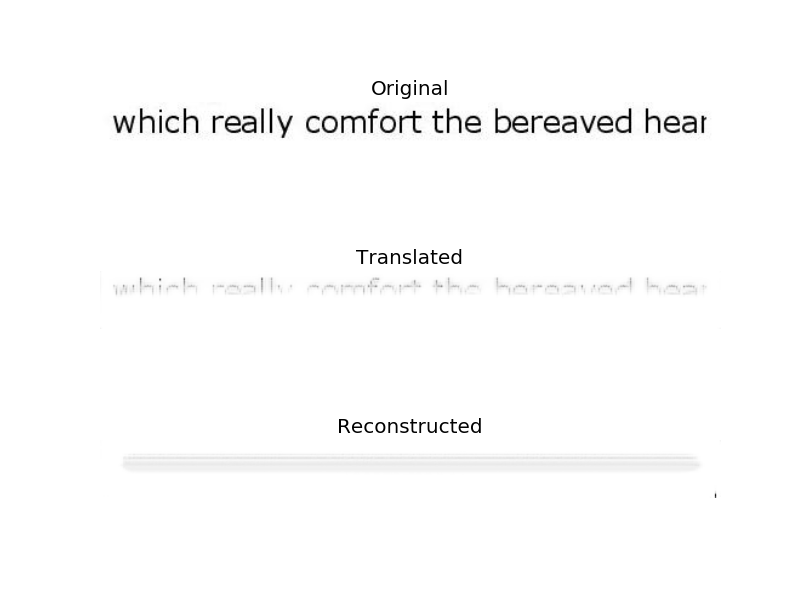 Original
which really comfort the bereaved hear
Translated
which really comfort the bereaved hear
Reconstructed